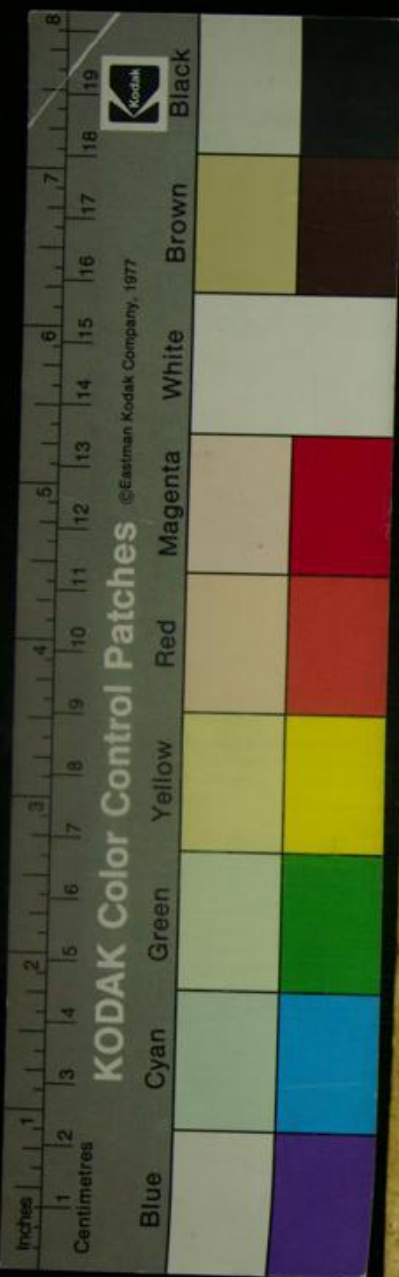 Inches 1 2 3 4 5 6 7 8
Centimetres 1 2 3 4 5 6 7 8 9 10 11 12 13 14 15 16 17 18 19
KODAK Color Control Patches ©Eastman Kodak Company, 1977
Kodak
Blue Cyan Green Yellow Red Magenta White Brown Black